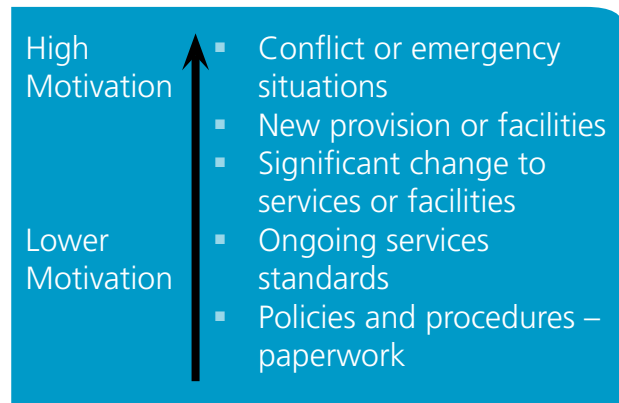 High
Motivation
Lower
Motivation
▪ Conflict or emergency
situations
▪ New provision or facilities
▪ Significant change to
services or facilities
▪ Ongoing services
standards
▪ Policies and procedures –
paperwork